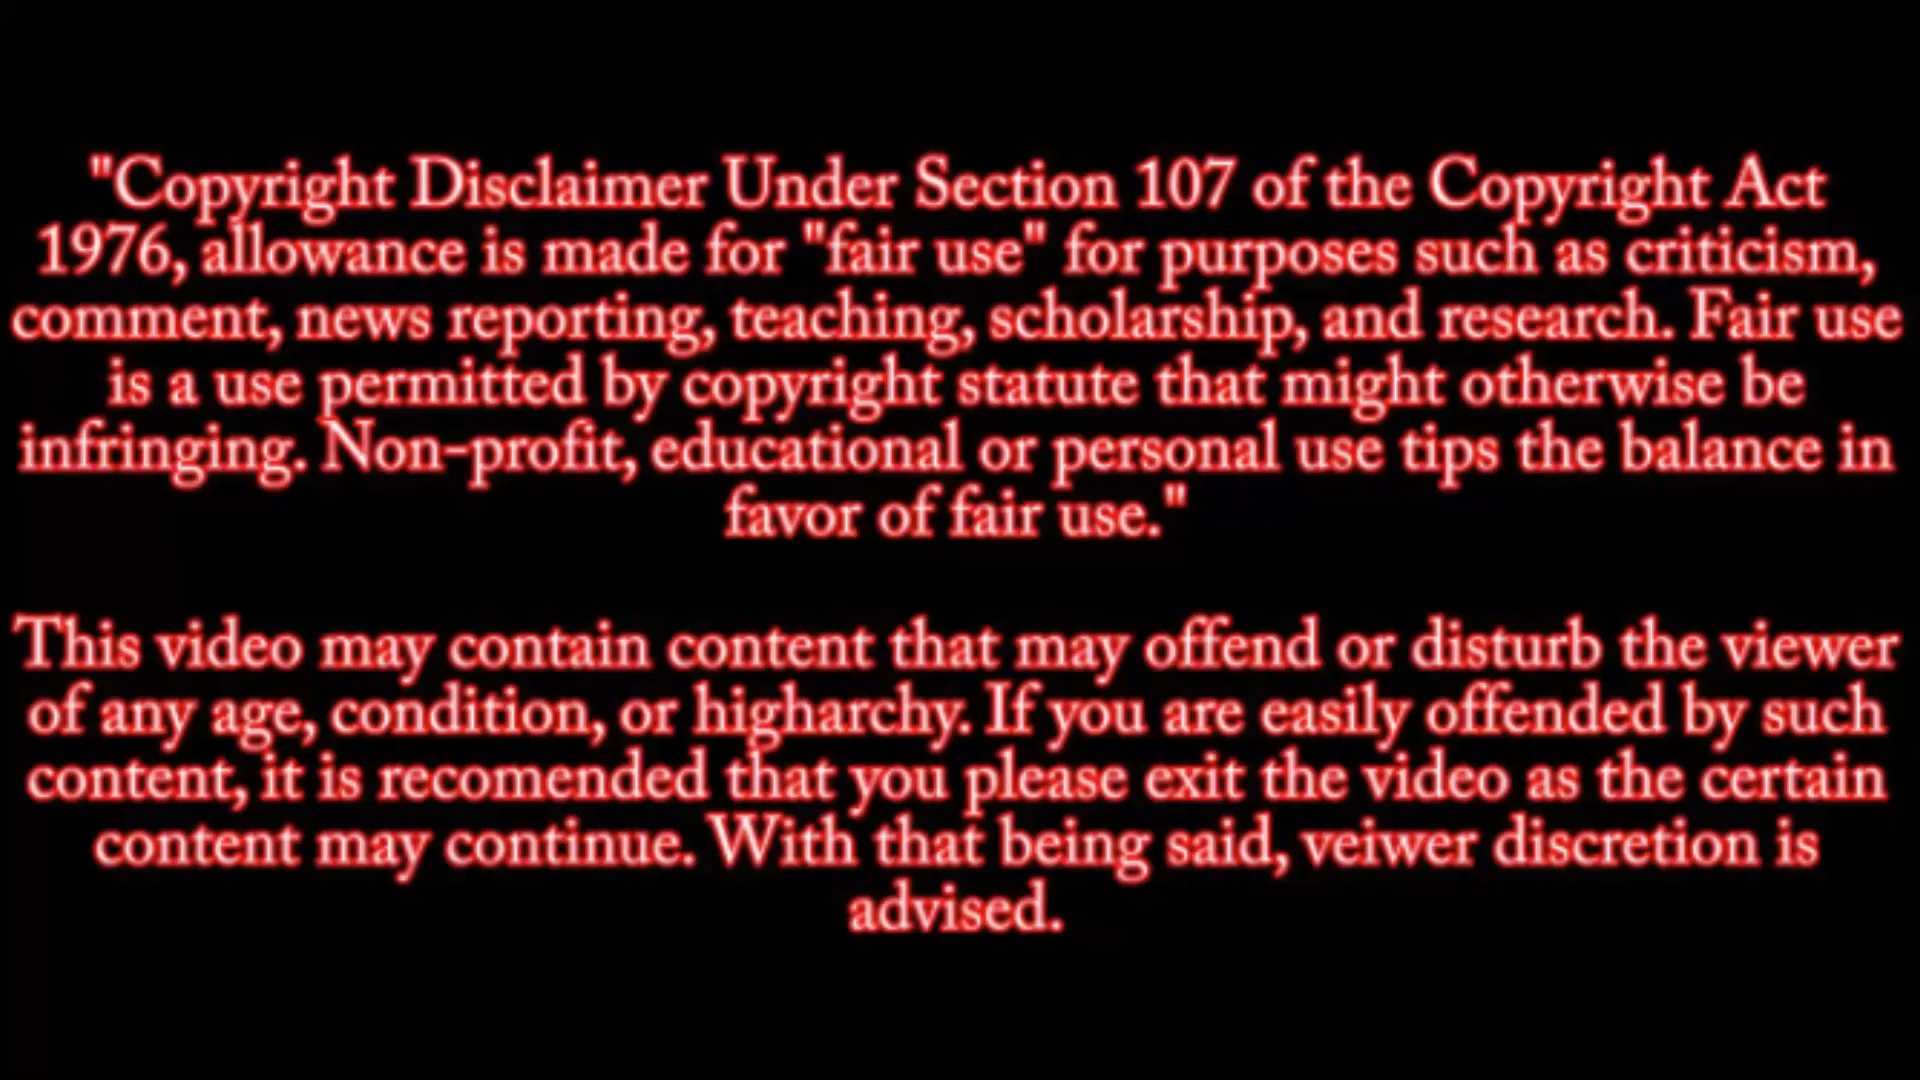 "Copyright Disclaimer Under Section 107 of the Copyright Act
1976, allowance is made for "fair use" for purposes such as criticism,
comment, news reporting, teaching, scholarship, and research. Fair use
is a use permitted by copyright statute that might otherwise be
infringing. Non-profit, educational or personal use tips the balance in
favor of fair use."
This video may contain content that may offend or disturb the viewer
of any age, condition, or higharchy. If you are easily offended by such
content, it is recomended that you please exit the video as the certain
content may continue. With that being said, veiwer discretion is
advised.